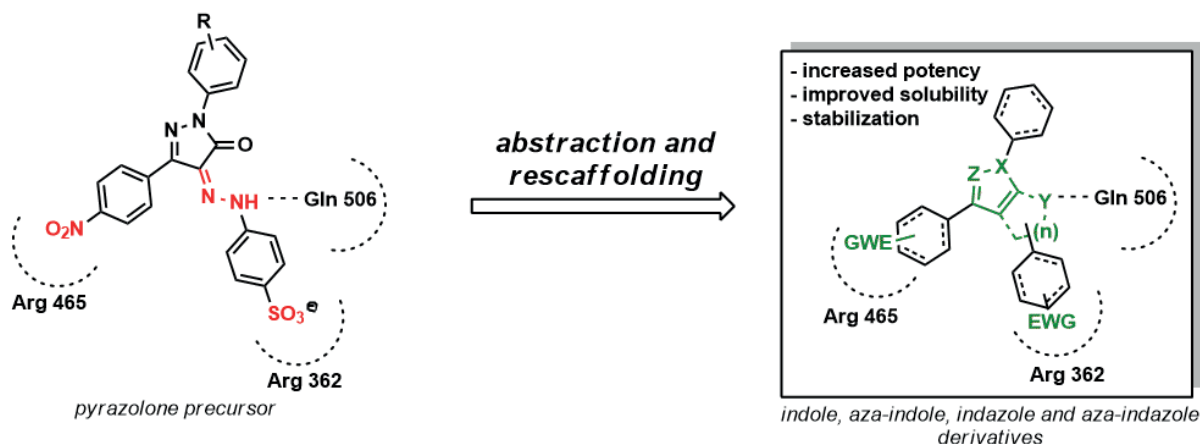 R
N
N
O
N
NH
Gln 506
O₂N
Arg 465
SO₃⊖
Arg 362
pyrazolone precursor
abstraction and
rescaffolding
- increased potency
- improved solubility
- stabilization
Z
X
Y
Gln 506
(n)
GWE
Arg 465
EWG
Arg 362
indole, aza-indole, indazole and aza-indazole
derivatives